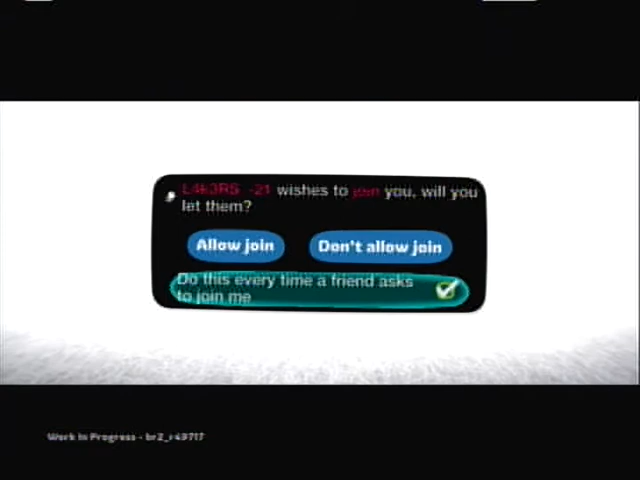 L4k3RS -21 wishes to join you, will you
let them?
Allow join
Don't allow join
Do this every time a friend asks
to join me
Work In Progress - br2_r49717